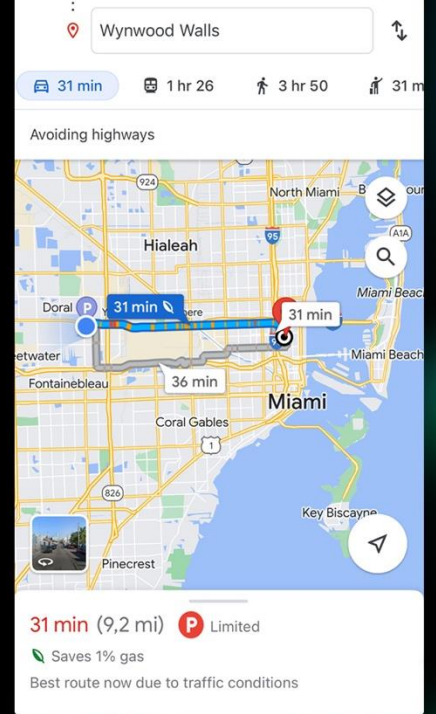 Wynwood Walls
31 min
1 hr 26
3 hr 50
31 m
Avoiding highways
924
North Miami
95
A1A
Hialeah
Miami Beac
Doral
P
31 min
31 min
Miami Beach
etwater
Fontainebleau
36 min
Miami
Coral Gables
1
826
Key Biscayne
Pinecrest
31 min (9,2 mi) P Limited
Saves 1% gas
Best route now due to traffic conditions